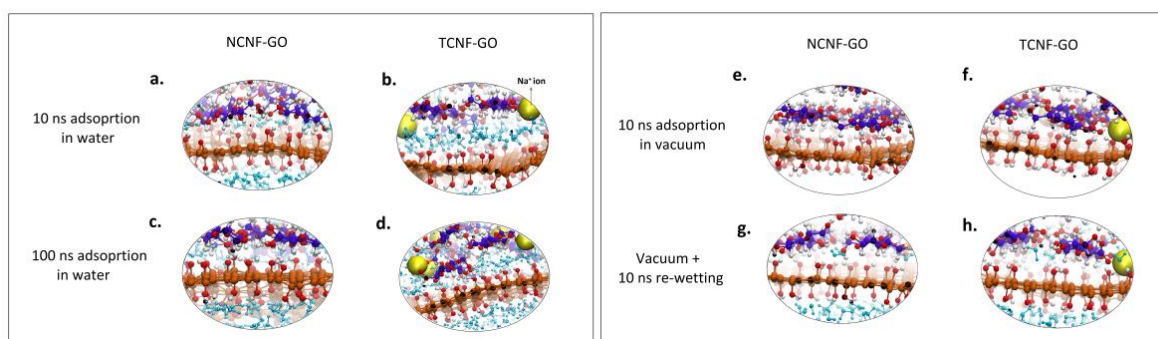 NCNF-GO
TCNF-GO
a.
b.
Na⁺ ion
10 ns adsoprtion
in water
c.
d.
100 ns adsorption
in water
NCNF-GO
TCNF-GO
e.
f.
10 ns adsoprtion
in vacuum
g.
h.
Vacuum +
10 ns re-wetting